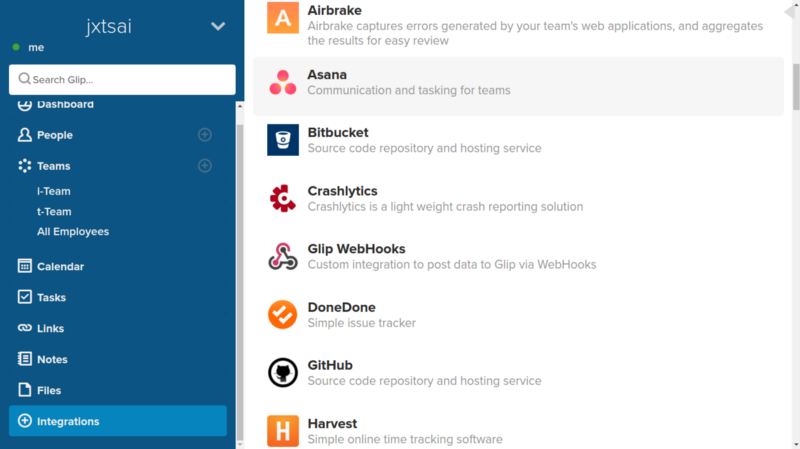 jxtsai
me
Search Glip...
Dashboard
People
Teams
i-Team
t-Team
All Employees
Calendar
Tasks
Links
Notes
Files
Integrations
Airbrake
Airbrake captures errors generated by your team's web applications, and aggregates
the results for easy review
Asana
Communication and tasking for teams
Bitbucket
Source code repository and hosting service
Crashlytics
Crashlytics is a light weight crash reporting solution
Glip WebHooks
Custom integration to post data to Glip via WebHooks
DoneDone
Simple issue tracker
GitHub
Source code repository and hosting service
Harvest
Simple online time tracking software